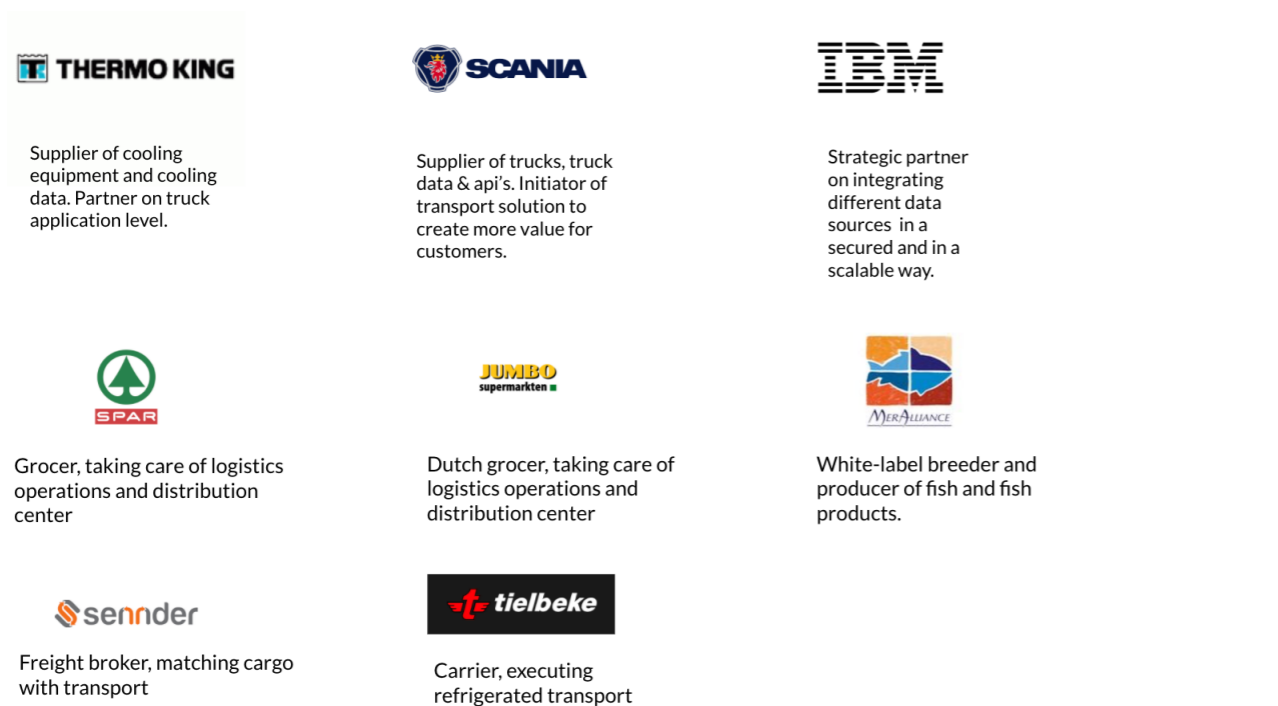 THERMO KING
SCANIA
IBM
Supplier of cooling
equipment and cooling
data. Partner on truck
application level.
Supplier of trucks, truck
data & api's. Initiator of
transport solution to
create more value for
customers.
Strategic partner
on integrating
different data
sources  in a
secured and in a
scalable way.
SPAR
JUMBO
supermarkten
MERALLIANCE
Grocer, taking care of logistics
operations and distribution
center
Dutch grocer, taking care of
logistics operations and
distribution center
White-label breeder and
producer of fish and fish
products.
sennder
tielbeke
Freight broker, matching cargo
with transport
Carrier, executing
refrigerated transport